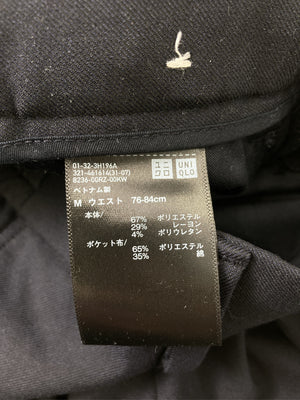 01-32-3H196A
321-461614(31-07)
8236-00RZ-00KW
ユニ
クロ
UNI
QLO
ベトナム製
M ウエスト 76-84cm
本体/
67% ポリエステル
29% レーヨン
4% ポリウレタン
ポケット布/
65% ポリエステル
35% 綿